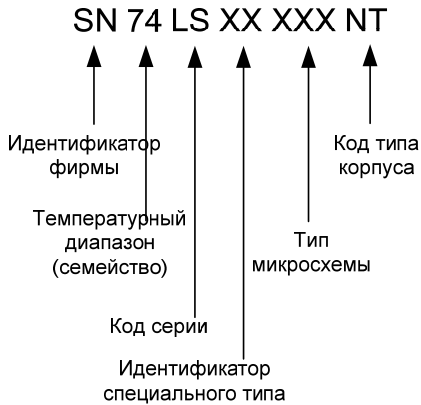 SN 74 LS XX XXX NT
Идентификатор
фирмы
Код типа
корпуса
Температурный
диапазон
(семейство)
Тип
микросхемы
Код серии
Идентификатор
специального типа